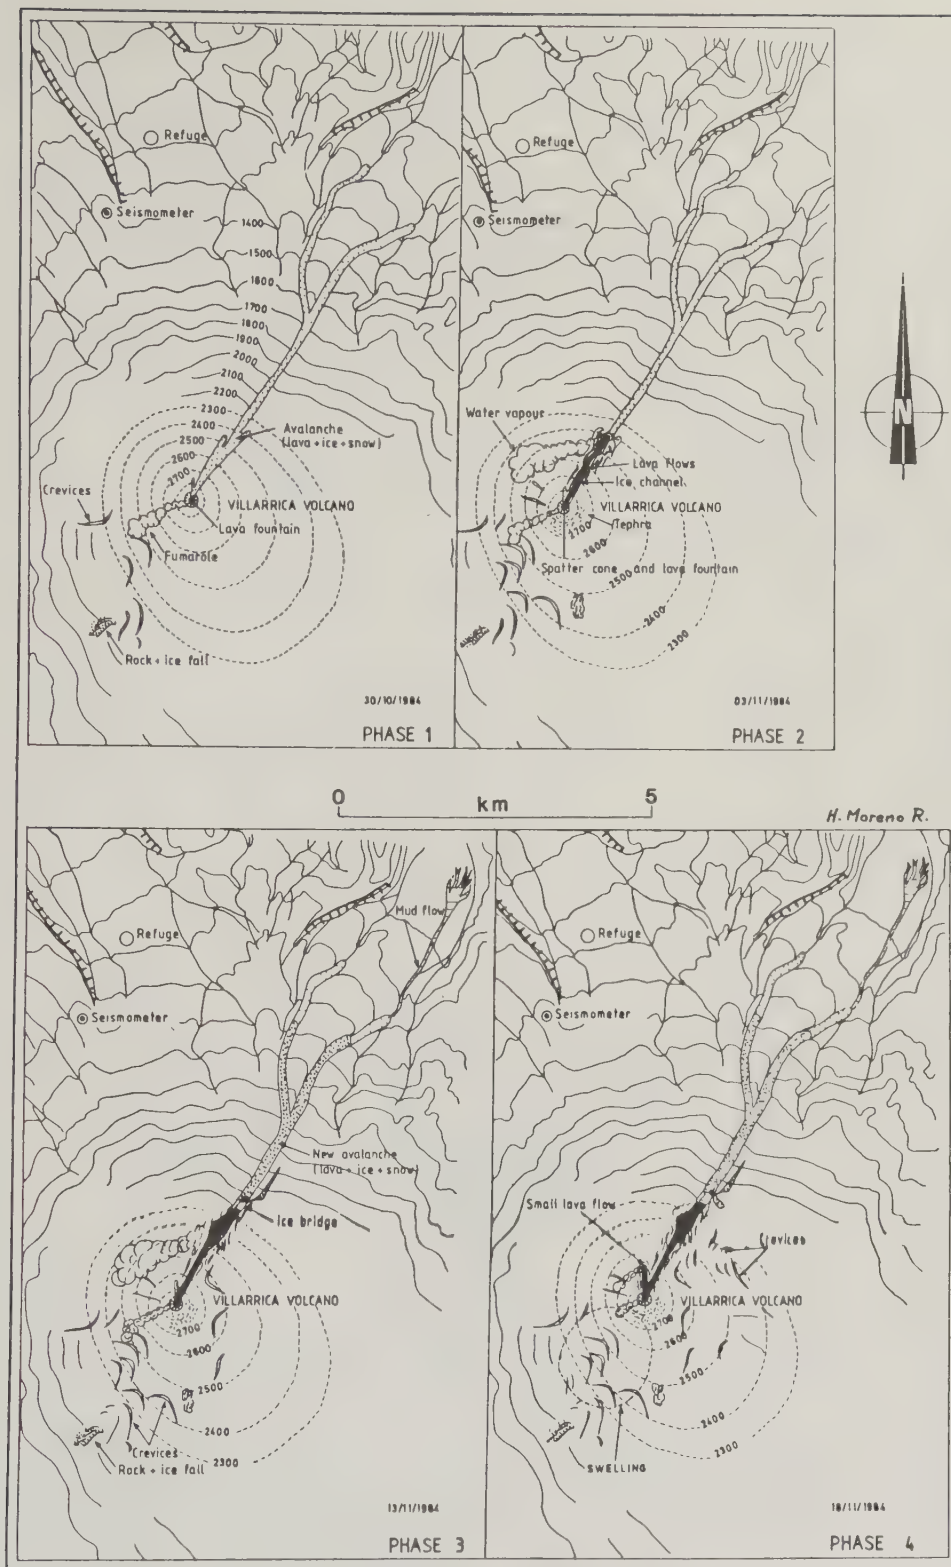 Refuge
Seismometer
1400
1500
1600
1700
1800
1900
2000
2100
2200
2300
2400
2500
2600
2700
Avalanche
(lava + ice + snow)
Crevices
VILLARRICA VOLCANO
Lava fountain
Fumarole
Rock + ice fall
30/10/1984
PHASE 1
Refuge
Seismometer
Water vapour
Lava flows
Ice channel
VILLARRICA VOLCANO
Tephra
2700
2600
Spatter cone and lava fountain
2500
2400
2300
03/11/1984
PHASE 2
N
0 5
km
H. Moreno R.
Mud flow
Refuge
Seismometer
New avalanche
(lava + ice + snow)
Ice bridge
VILLARRICA VOLCANO
2700
2600
2500
2400
2300
Crevices
Rock + ice fall
13/11/1984
PHASE 3
Refuge
Seismometer
Small lava flow
Crevices
VILLARRICA VOLCANO
2700
2600
2500
2400
2300
SWELLING
18/11/1984
PHASE 4